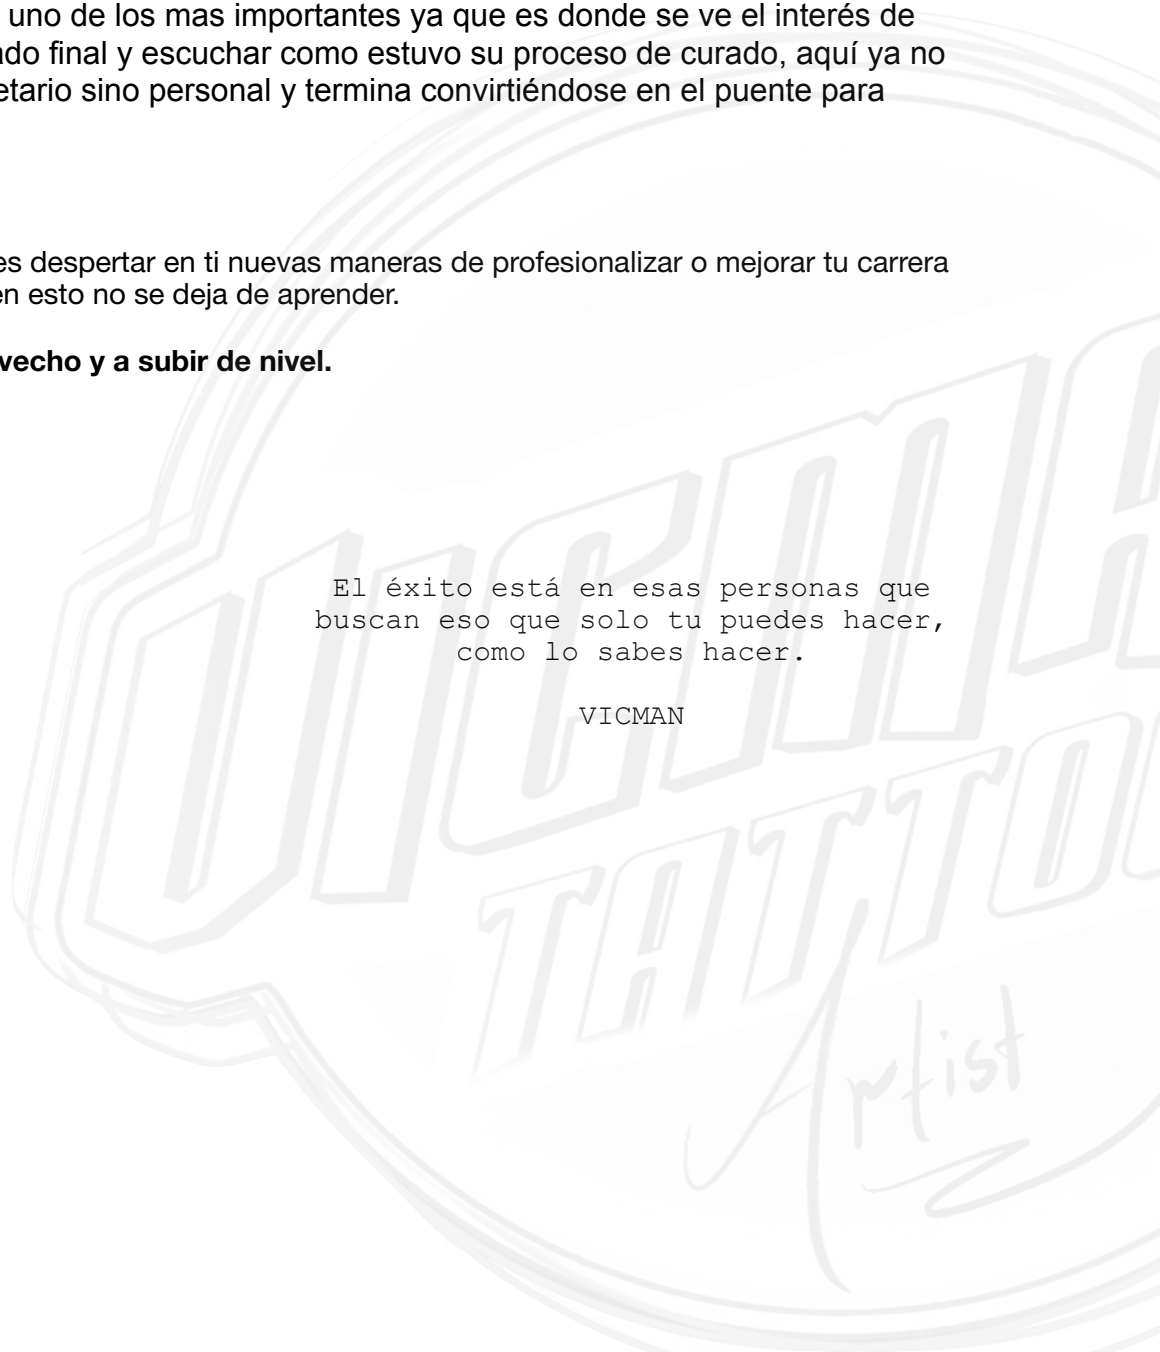 uno de los mas importantes ya que es donde se ve el interés de
ado final y escuchar como estuvo su proceso de curado, aquí ya no
etario sino personal y termina convirtiéndose en el puente para
es despertar en ti nuevas maneras de profesionalizar o mejorar tu carrera
en esto no se deja de aprender.
vecho y a subir de nivel.
El éxito está en esas personas que
buscan eso que solo tu puedes hacer,
como lo sabes hacer.
VICMAN
VICMA
TATTOO
Artist